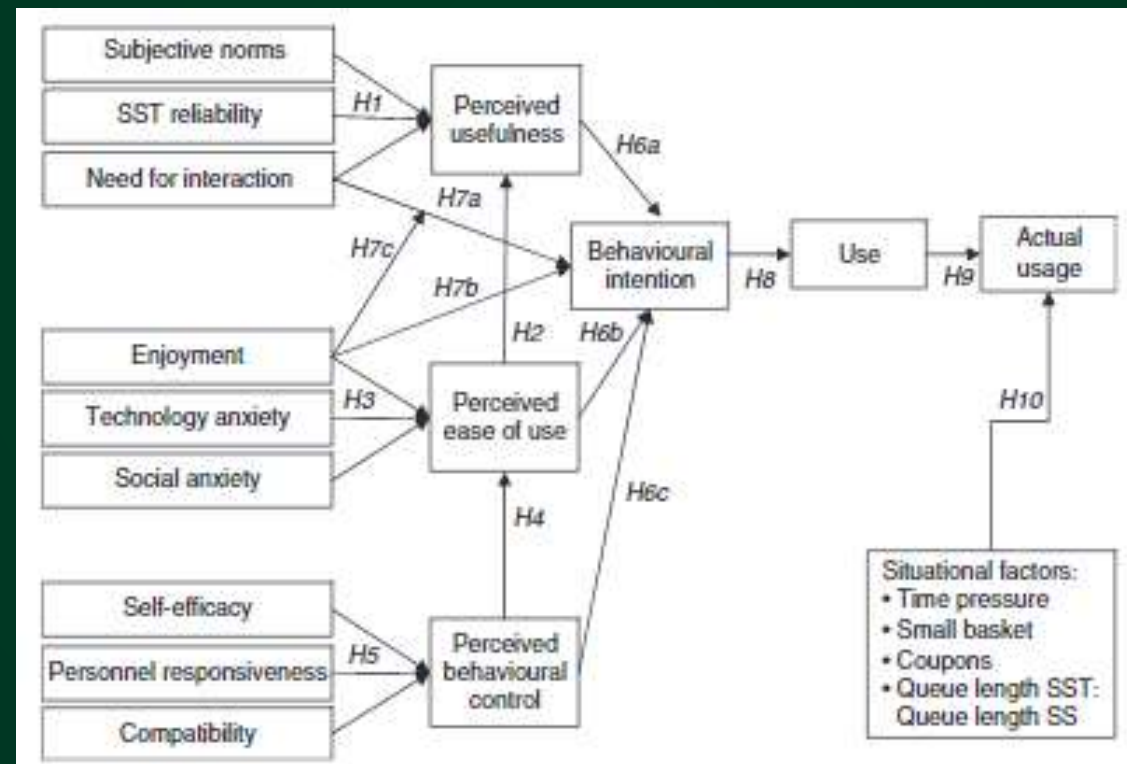 Subjective norms
SST reliability
Need for interaction
H1
Perceived
usefulness
H6a
H7a
H7c
H7b
Behavioural
intention
H8
Use
H9
Actual
usage
Enjoyment
Technology anxiety
Social anxiety
H3
H2
Perceived
ease of use
H6b
H6c
H4
H10
Self-efficacy
Personnel responsiveness
Compatibility
H5
Perceived
behavioural
control
Situational factors:
• Time pressure
• Small basket
• Coupons
• Queue length SST:
Queue length SS